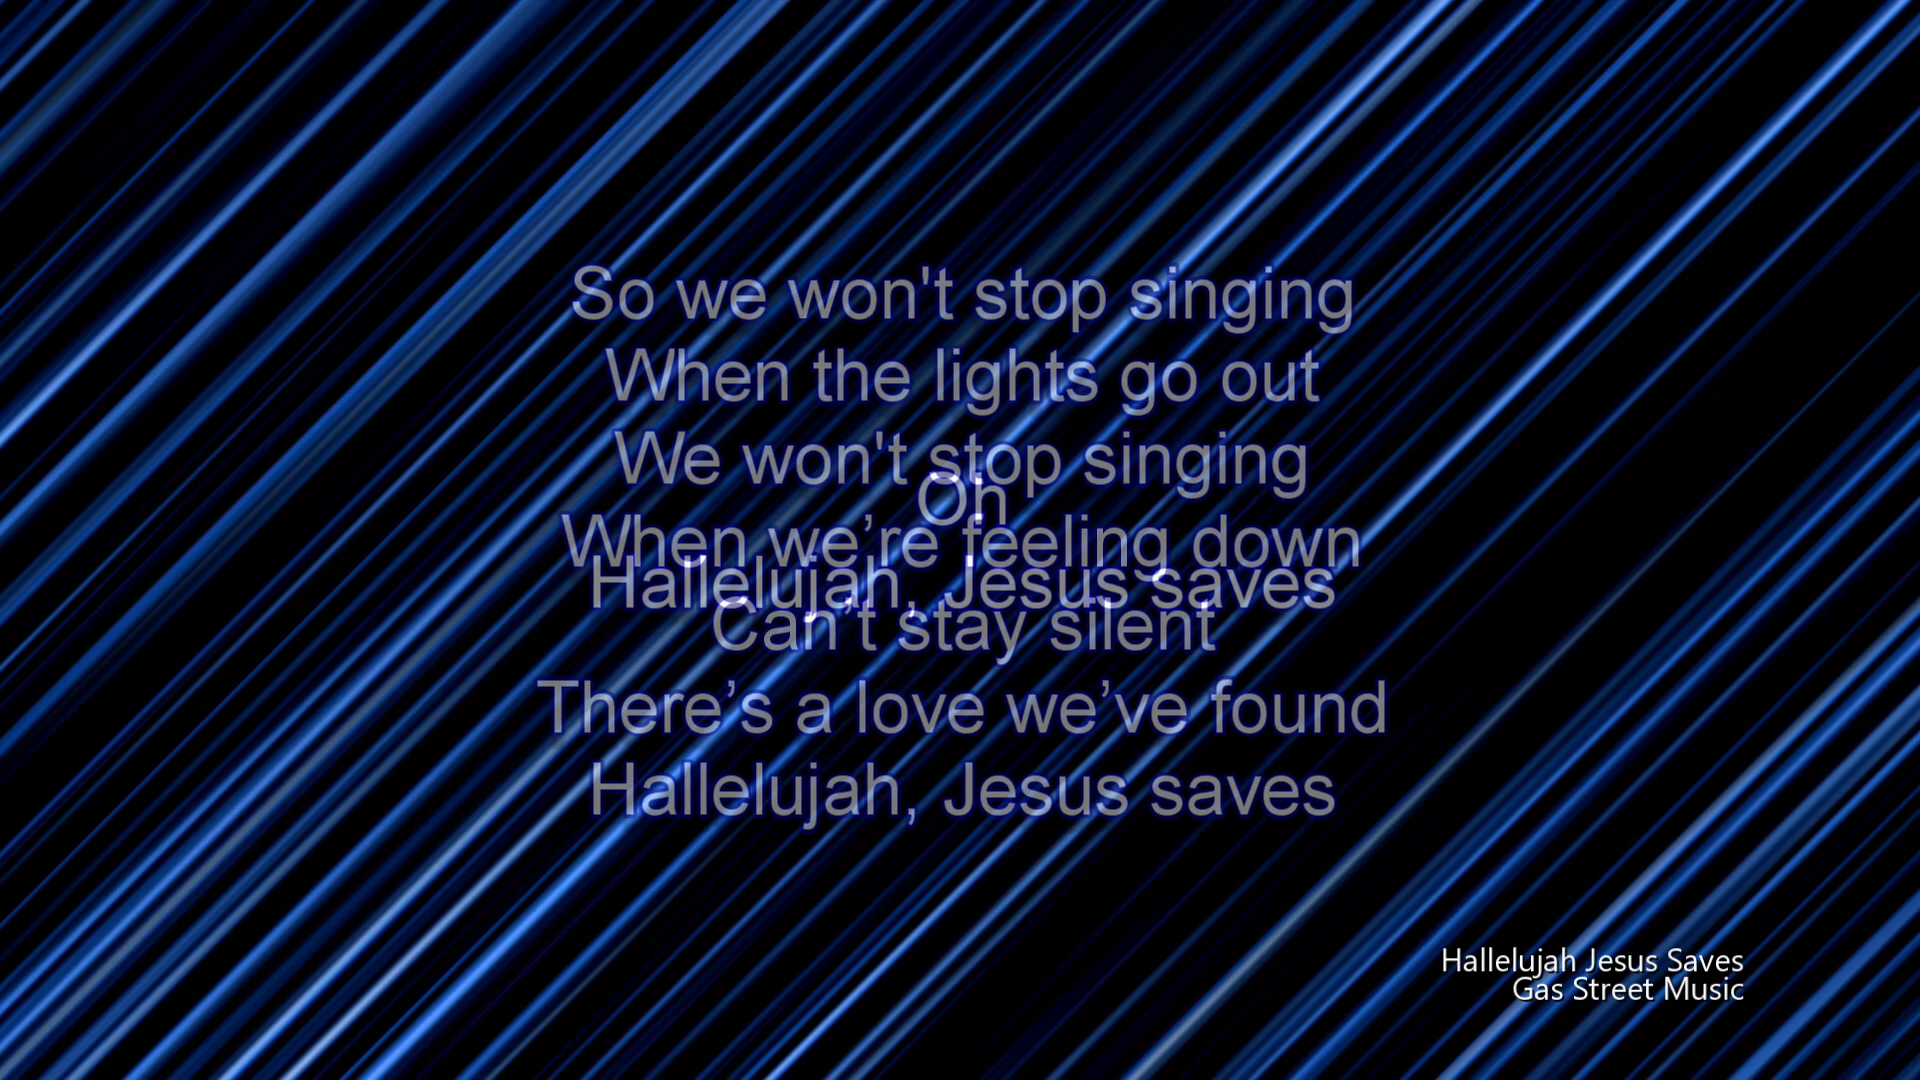 So we won't stop singing
When the lights go out
We won't stop singing
Oh
When we’re feeling down
Hallelujah, Jesus saves
Can’t stay silent
There’s a love we’ve found
Hallelujah, Jesus saves
Hallelujah Jesus Saves
Gas Street Music